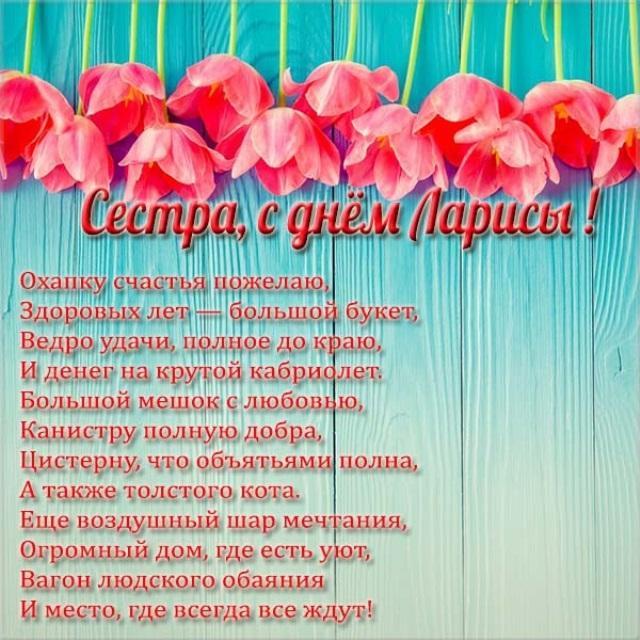 Сестра, с днём Ларисы !
Охапку счастья пожелаю,
Здоровых лет — большой букет,
Ведро удачи, полное до краю,
И денег на крутой кабриолет.
Большой мешок с любовью,
Канистру полную добра,
Цистерну, что объятьями полна,
А также толстого кота.
Еще воздушный шар мечтания,
Огромный дом, где есть уют,
Вагон людского обаяния
И место, где всегда все ждут!